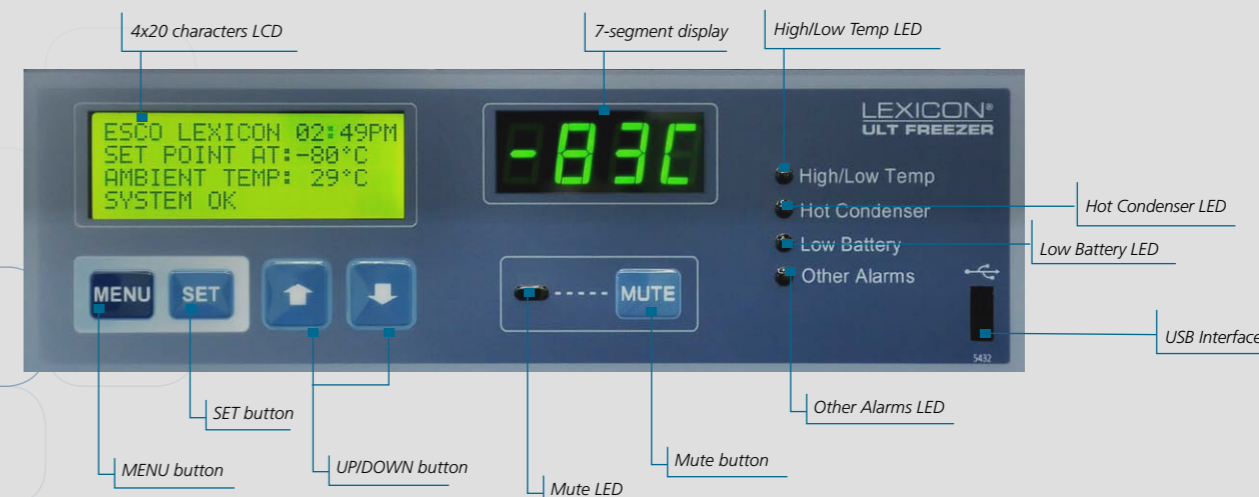 4x20 characters LCD
7-segment display
High/Low Temp LED
ESCO LEXICON 02:49PM
SET POINT AT:-80°C
AMBIENT TEMP: 29°C
SYSTEM OK
-83C
LEXICON®
ULT FREEZER
High/Low Temp
Hot Condenser
Low Battery
Other Alarms
Hot Condenser LED
Low Battery LED
MENU
SET
MUTE
5432
USB Interface
SET button
Other Alarms LED
MENU button
UP/DOWN button
Mute button
Mute LED